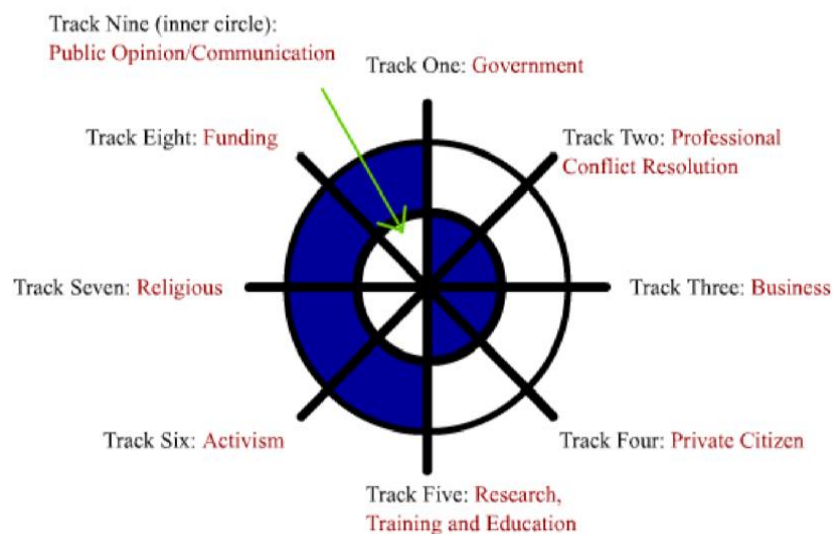 Track Nine (inner circle):
Public Opinion/Communication
Track One: Government
Track Eight: Funding
Track Two: Professional
Conflict Resolution
Track Seven: Religious
Track Three: Business
Track Six: Activism
Track Four: Private Citizen
Track Five: Research,
Training and Education